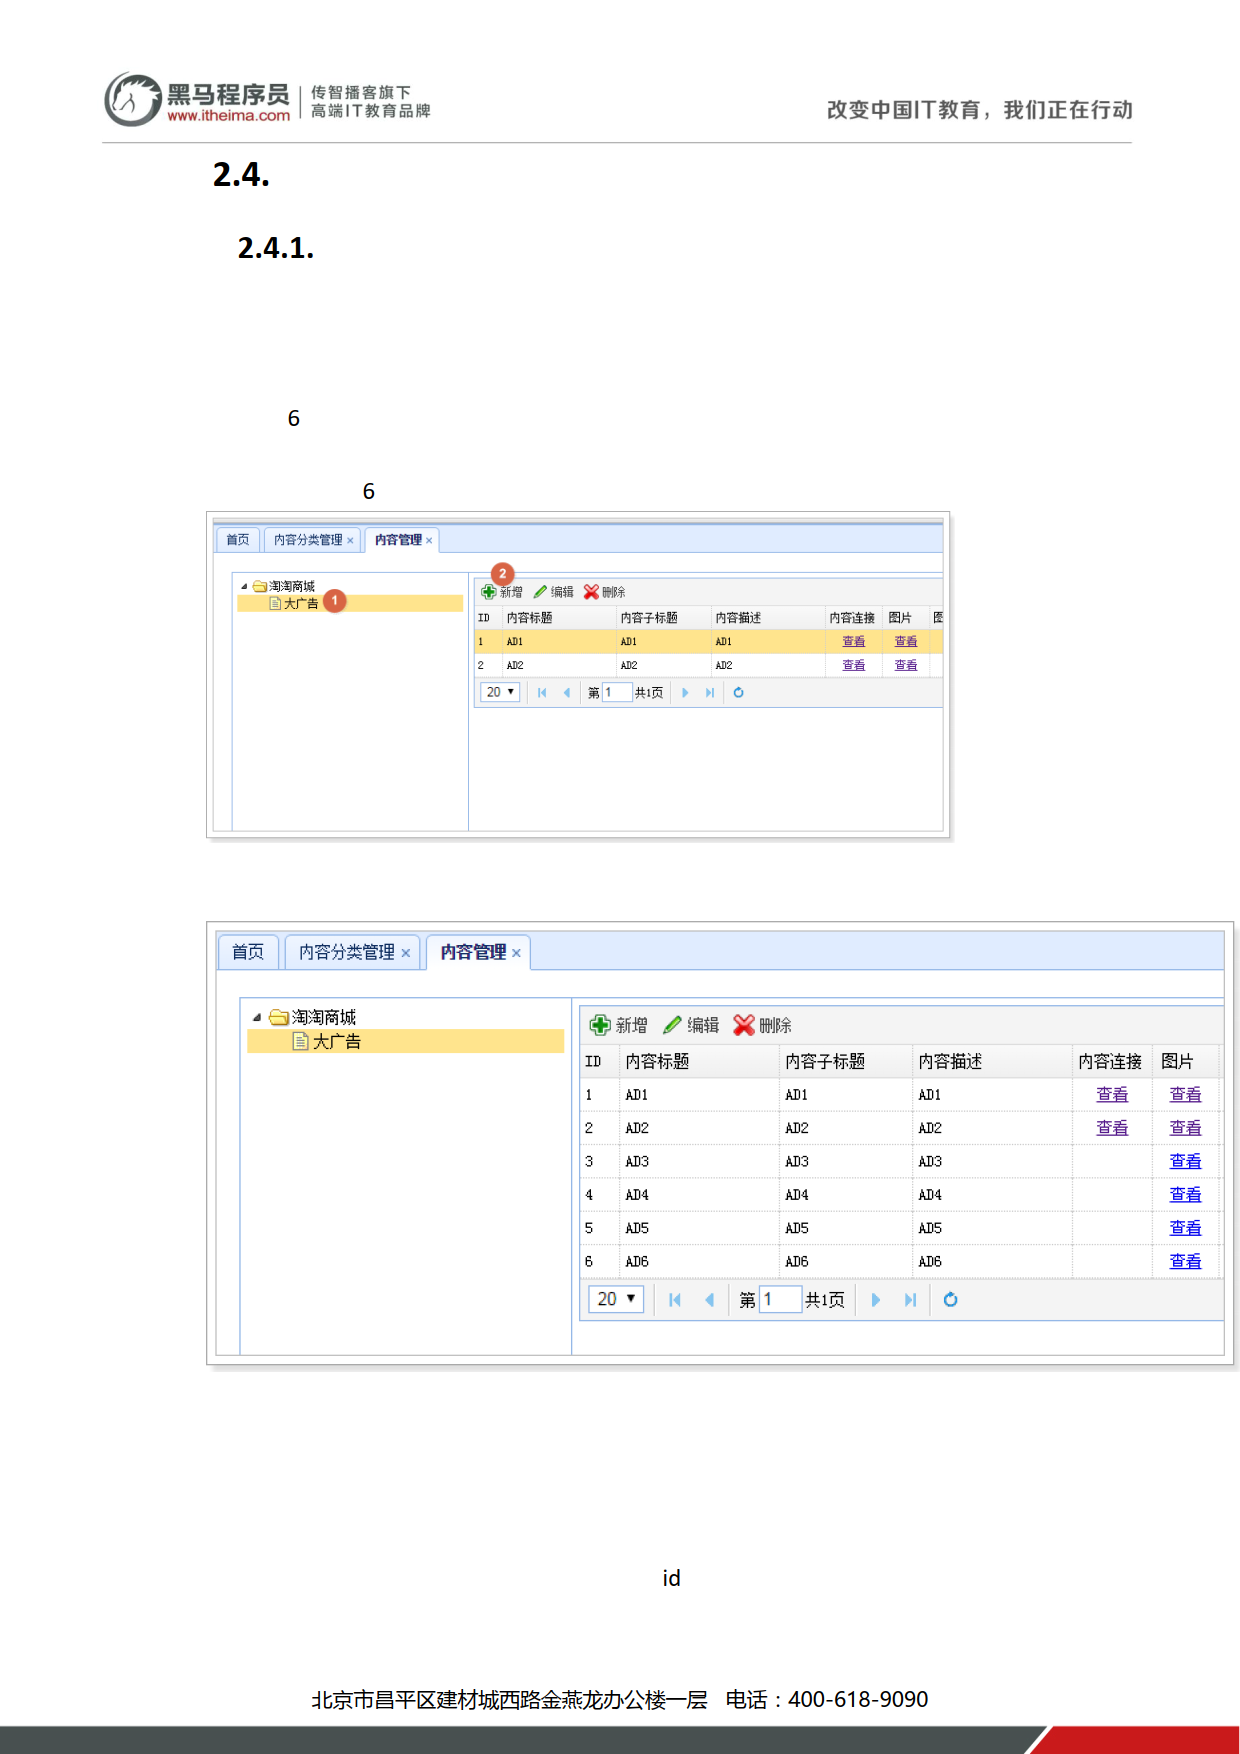 黑马程序员
www.itheima.com
传智播客旗下
高端IT教育品牌
改变中国IT教育，我们正在行动
2.4.
2.4.1.
6
6
首页 内容分类管理 × 内容管理 ×
淘淘商城
大广告 1
2
新增 编辑 删除
ID 内容标题 内容子标题 内容描述 内容连接 图片
1 AD1 AD1 AD1 查看 查看
2 AD2 AD2 AD2 查看 查看
20 第 1 共1页
首页 内容分类管理 × 内容管理 ×
淘淘商城
大广告
新增 编辑 删除
ID 内容标题 内容子标题 内容描述 内容连接 图片
1 AD1 AD1 AD1 查看 查看
2 AD2 AD2 AD2 查看 查看
3 AD3 AD3 AD3 查看
4 AD4 AD4 AD4 查看
5 AD5 AD5 AD5 查看
6 AD6 AD6 AD6 查看
20 第 1 共1页
id
北京市昌平区建材城西路金燕龙办公楼一层 电话：400-618-9090